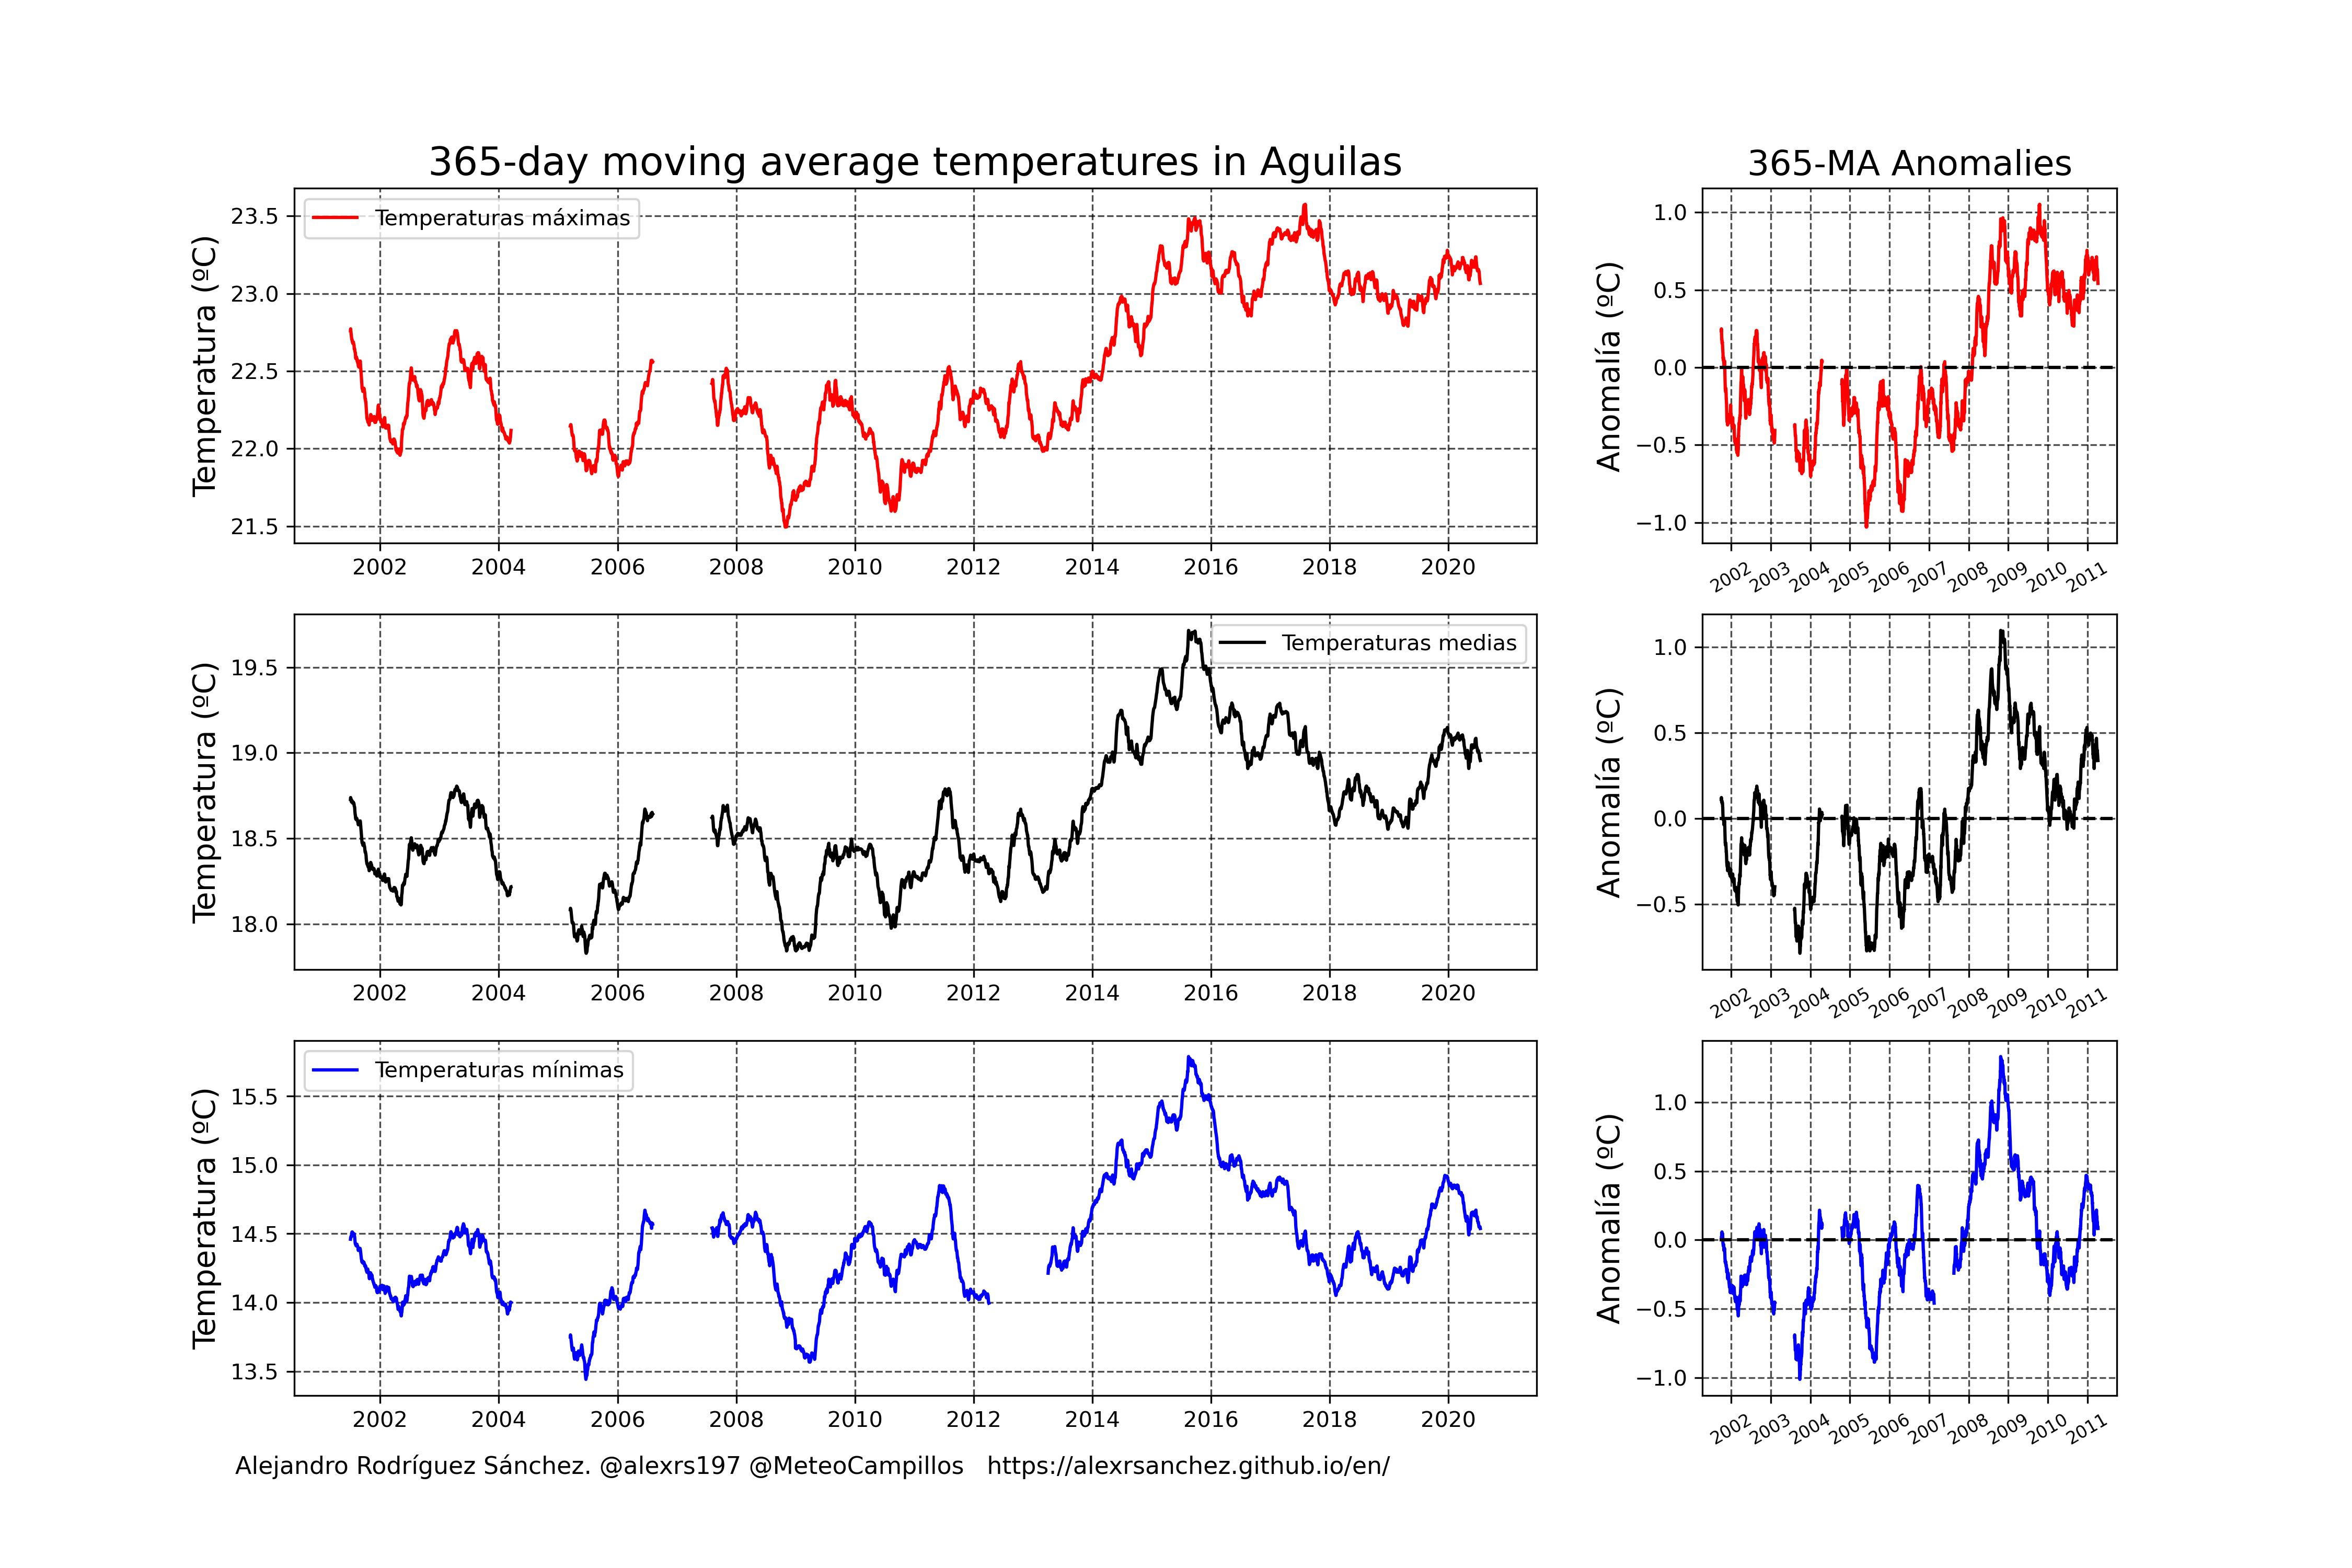 365-day moving average temperatures in Aguilas
365-MA Anomalies
Temperatura (ºC)
23.5
23.0
22.5
22.0
21.5
Temperaturas máximas
2002 2004 2006 2008 2010 2012 2014 2016 2018 2020
Anomalía (ºC)
1.0
0.5
0.0
−0.5
−1.0
2002 2003 2004 2005 2006 2007 2008 2009 2010 2011
Temperatura (ºC)
19.5
19.0
18.5
18.0
Temperaturas medias
2002 2004 2006 2008 2010 2012 2014 2016 2018 2020
Anomalía (ºC)
1.0
0.5
0.0
−0.5
2002 2003 2004 2005 2006 2007 2008 2009 2010 2011
Temperatura (ºC)
15.5
15.0
14.5
14.0
13.5
Temperaturas mínimas
2002 2004 2006 2008 2010 2012 2014 2016 2018 2020
Anomalía (ºC)
1.0
0.5
0.0
−0.5
−1.0
2002 2003 2004 2005 2006 2007 2008 2009 2010 2011
Alejandro Rodríguez Sánchez. @alexrs197 @MeteoCampillos https://alexrsanchez.github.io/en/